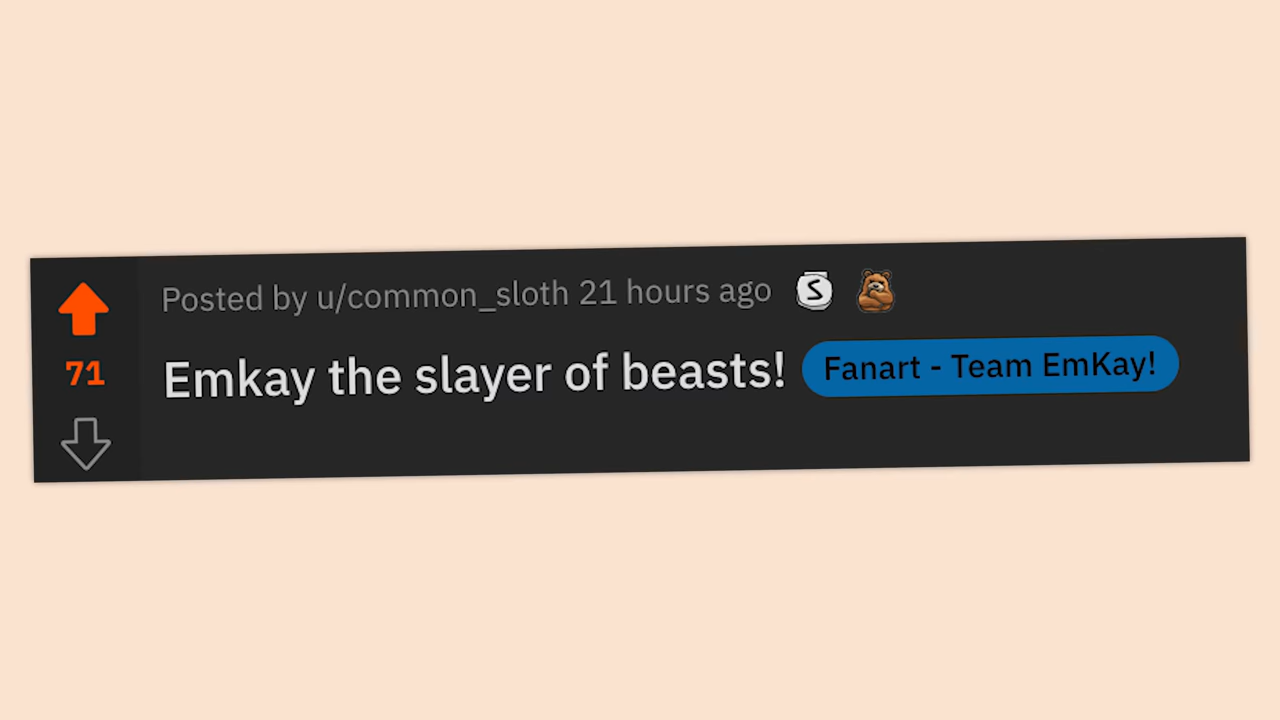 Posted by u/common_sloth 21 hours ago
71
Emkay the slayer of beasts! Fanart - Team EmKay!